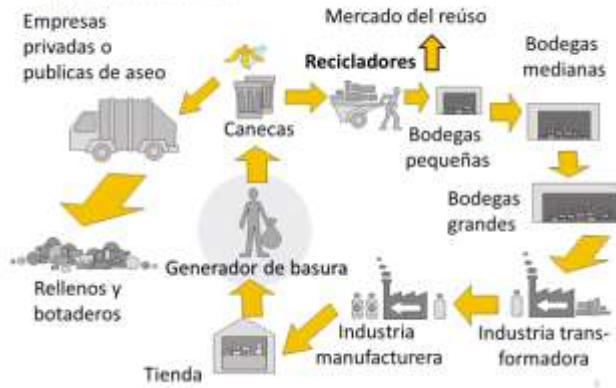 Mercado del reúso
Empresas
privadas o
publicas de aseo
Recicladores
Bodegas
medianas
Canecas
Bodegas
pequeñas
Bodegas
grandes
Generador de basura
Rellenos y
botaderos
Industria
manufacturera
Industria trans-
formadora
Tienda